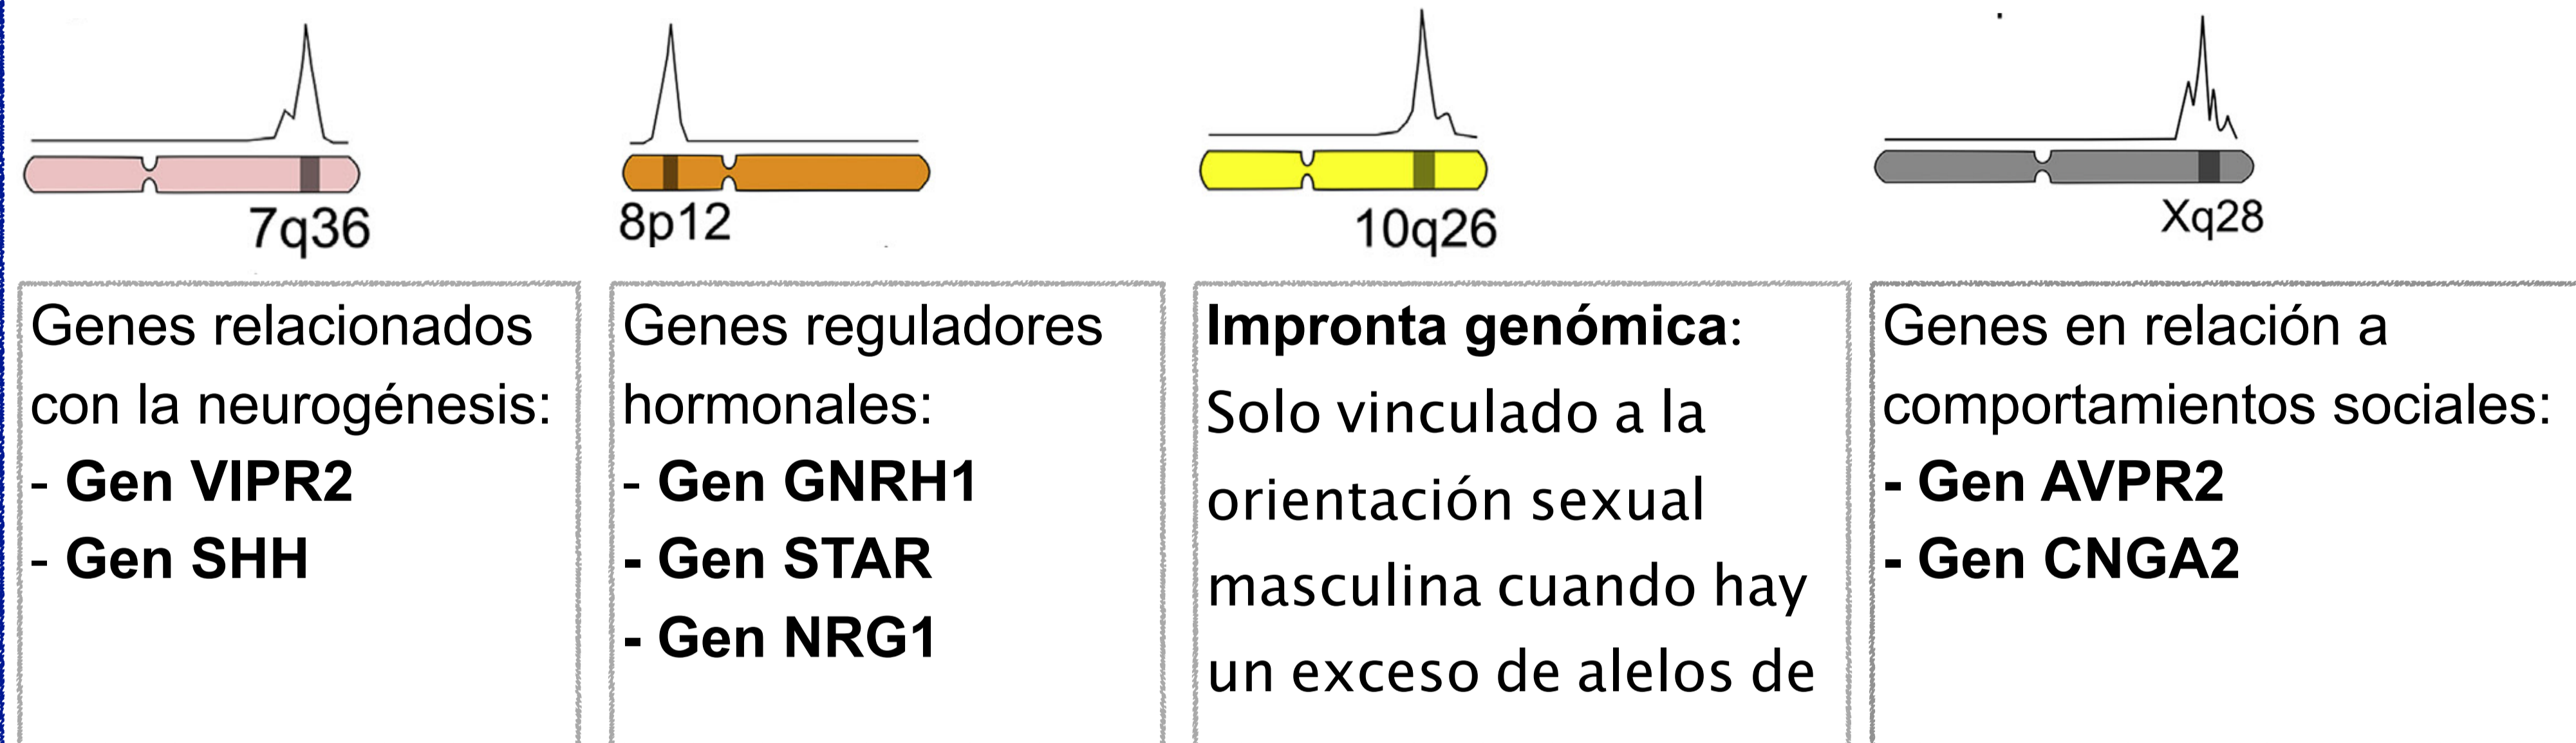 7q36
8p12
10q26
Xq28
Genes relacionados
con la neurogénesis:
- Gen VIPR2
- Gen SHH
Genes reguladores
hormonales:
- Gen GNRH1
- Gen STAR
- Gen NRG1
Impronta genómica:
Solo vinculado a la
orientación sexual
masculina cuando hay
un exceso de alelos de
Genes en relación a
comportamientos sociales:
- Gen AVPR2
- Gen CNGA2